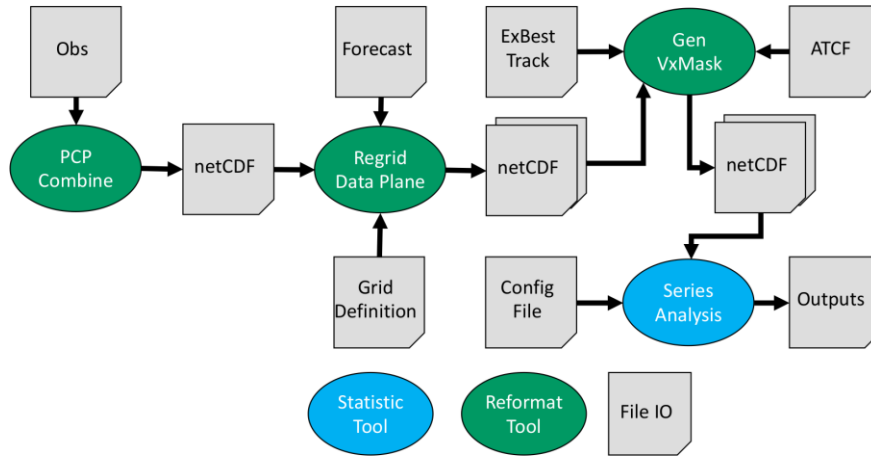 Obs
Forecast
ExBest
Track
Gen
VxMask
ATCF
PCP
Combine
netCDF
Regrid
Data Plane
netCDF
netCDF
Grid
Definition
Config
File
Series
Analysis
Outputs
Statistic
Tool
Reformat
Tool
File IO